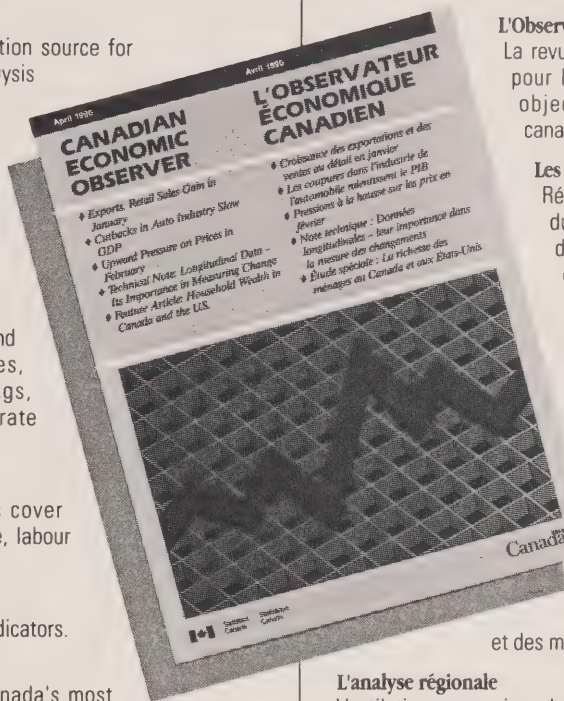 tion source for
ysis
nd
es,
gs,
rate
s cover
e, labour
dicators.
nada's most
April 1996
CANADIAN
ECONOMIC
OBSERVER
♦ Exports, Retail Sales Gain in
January
♦ Cutbacks in Auto Industry Slow
GDP
♦ Upward Pressure on Prices in
February
♦ Technical Note: Longitudinal Data –
Its Importance in Measuring Change
♦ Feature Article: Household Wealth in
Canada and the U.S.
Avril 1996
L'OBSERVATEUR
ÉCONOMIQUE
CANADIEN
♦ Croissance des exportations et des
ventes au détail en janvier
♦ Les coupures dans l'industrie de
l'automobile ralentissent le PIB
♦ Pressions à la hausse sur les prix en
février
♦ Note technique : Données
longitudinales – leur importance dans
la mesure des changements
♦ Étude spéciale : La richesse des
ménages au Canada et aux États-Unis
Statistics Statistique
Canada Canada
Canada
L'Observ
La revu
pour l
objec
cana
Les
Ré
du
d
et des m
L'analyse régionale